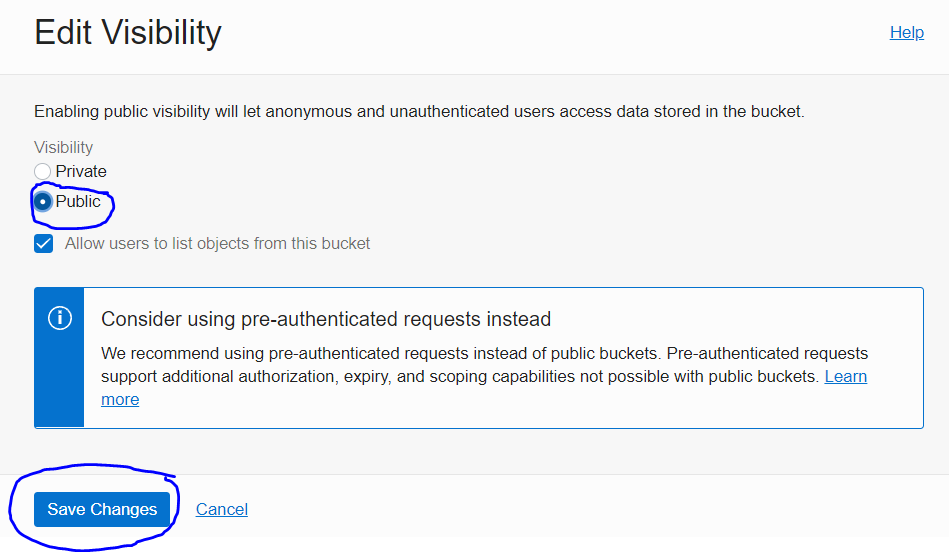 Edit Visibility
Help
Enabling public visibility will let anonymous and unauthenticated users access data stored in the bucket.
Visibility
Private
Public
Allow users to list objects from this bucket
Consider using pre-authenticated requests instead
We recommend using pre-authenticated requests instead of public buckets. Pre-authenticated requests
support additional authorization, expiry, and scoping capabilities not possible with public buckets. Learn
more
Save Changes
Cancel